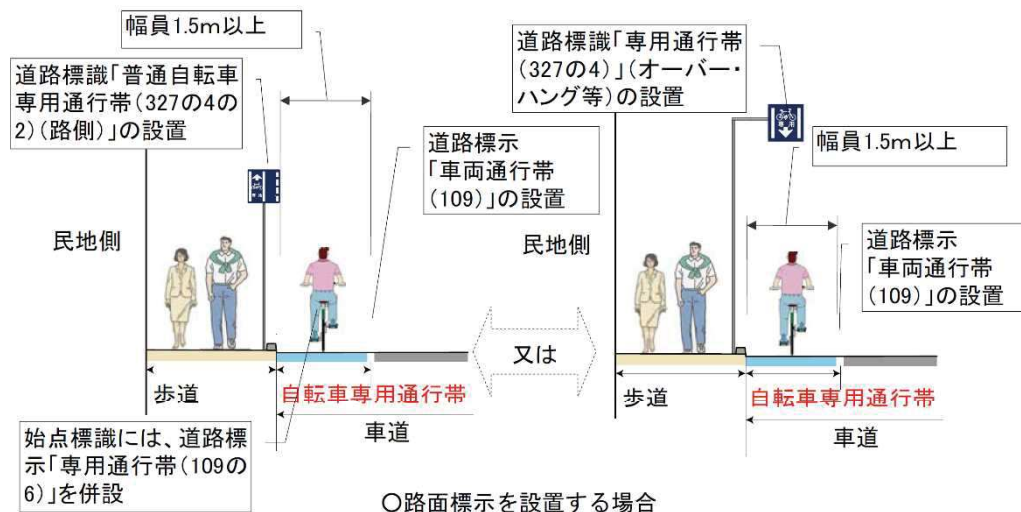 幅員1.5m以上
道路標識「普通自転車
専用通行帯(327の4の
2)(路側)」の設置
道路標示
「車両通行帯
(109)」の設置
民地側
歩道
自転車専用通行帯
車道
始点標識には、道路標
示「専用通行帯(109の
6)」を併設
又は
道路標識「専用通行帯
(327の4)」(オーバー・
ハング等)の設置
幅員1.5m以上
道路標示
「車両通行帯
(109)」の設置
民地側
歩道
自転車専用通行帯
車道
〇路面標示を設置する場合